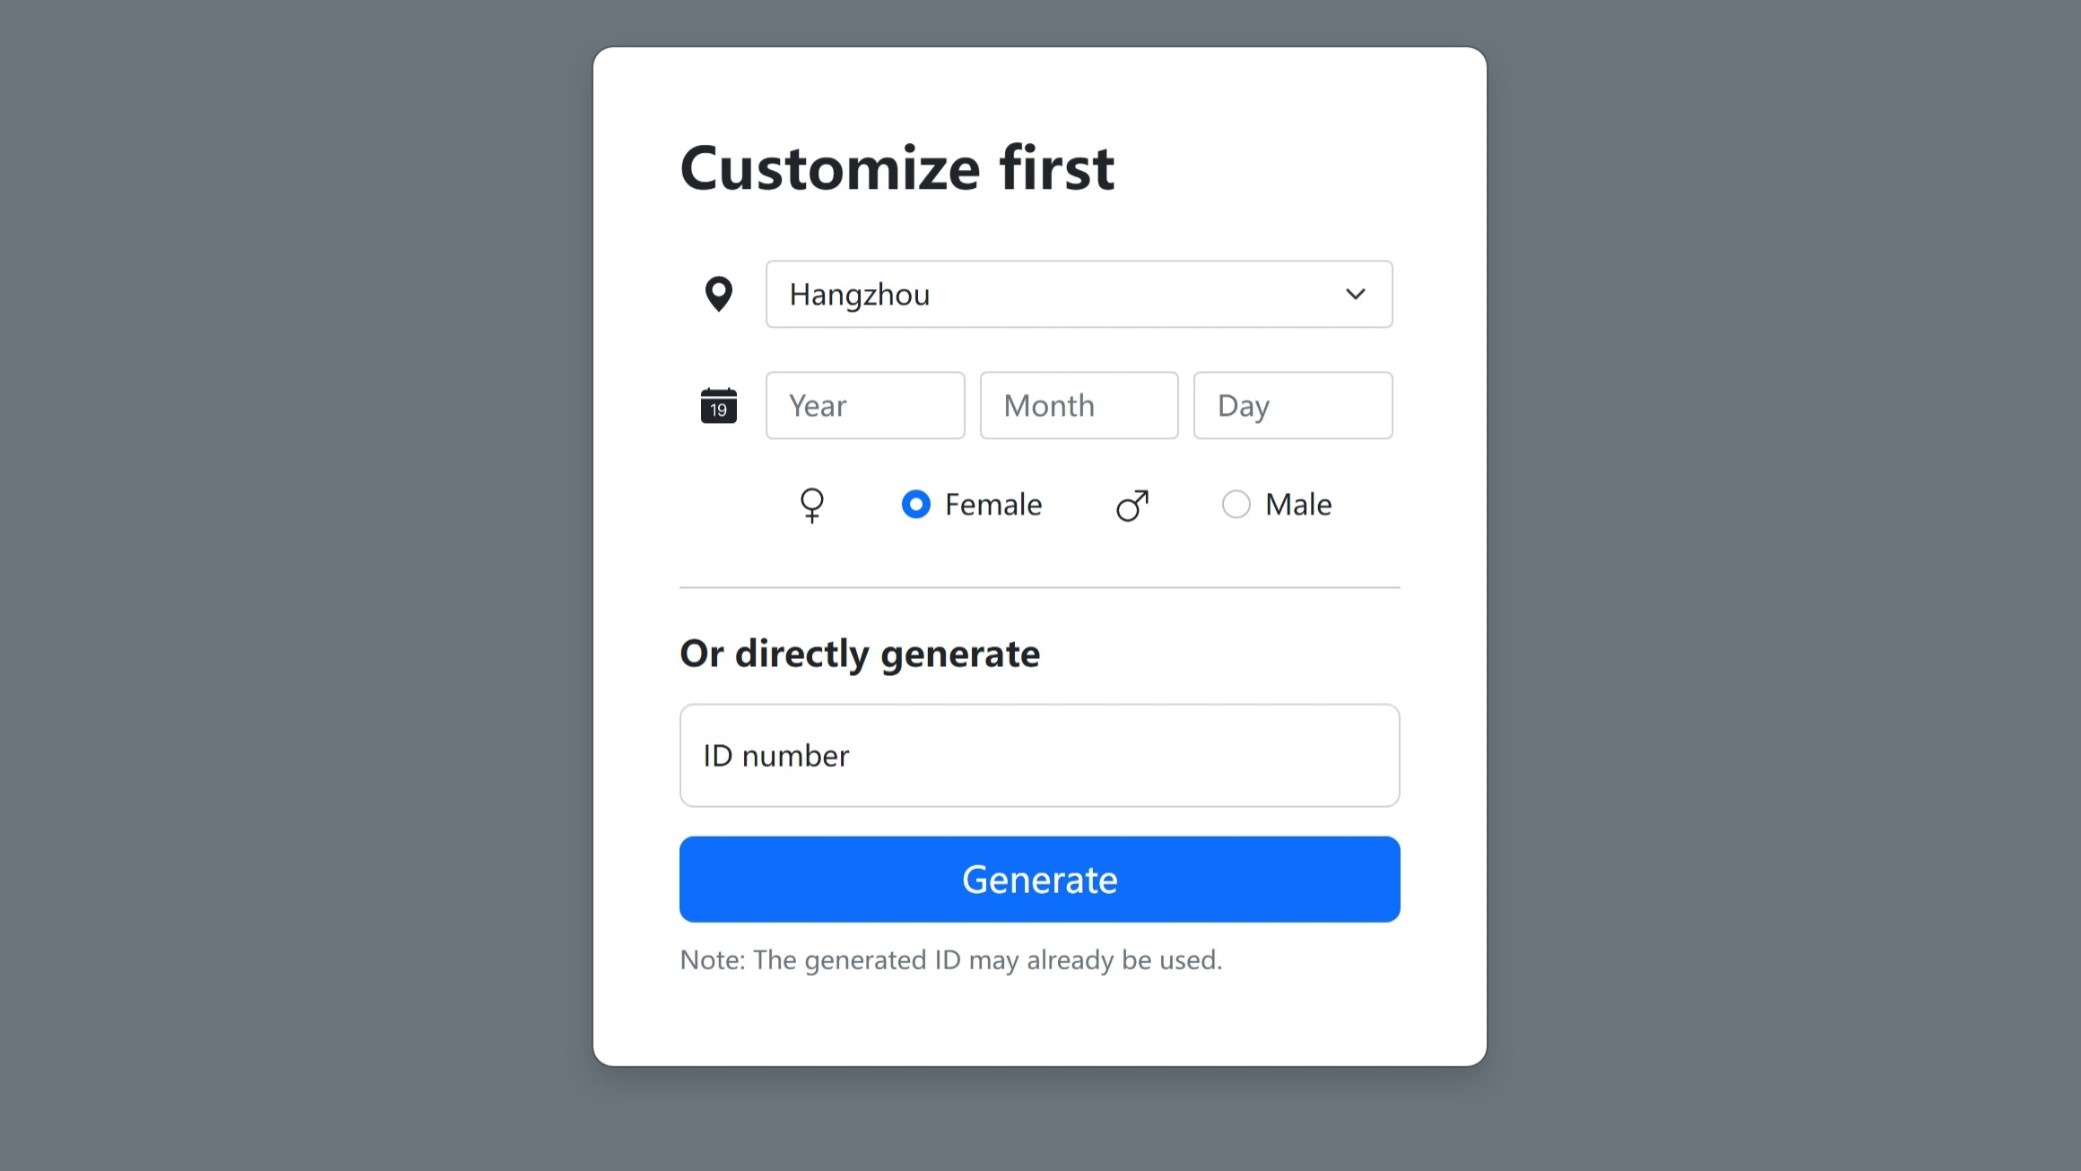 Customize first
Hangzhou
19
Year
Month
Day
Female
Male
Or directly generate
ID number
Generate
Note: The generated ID may already be used.